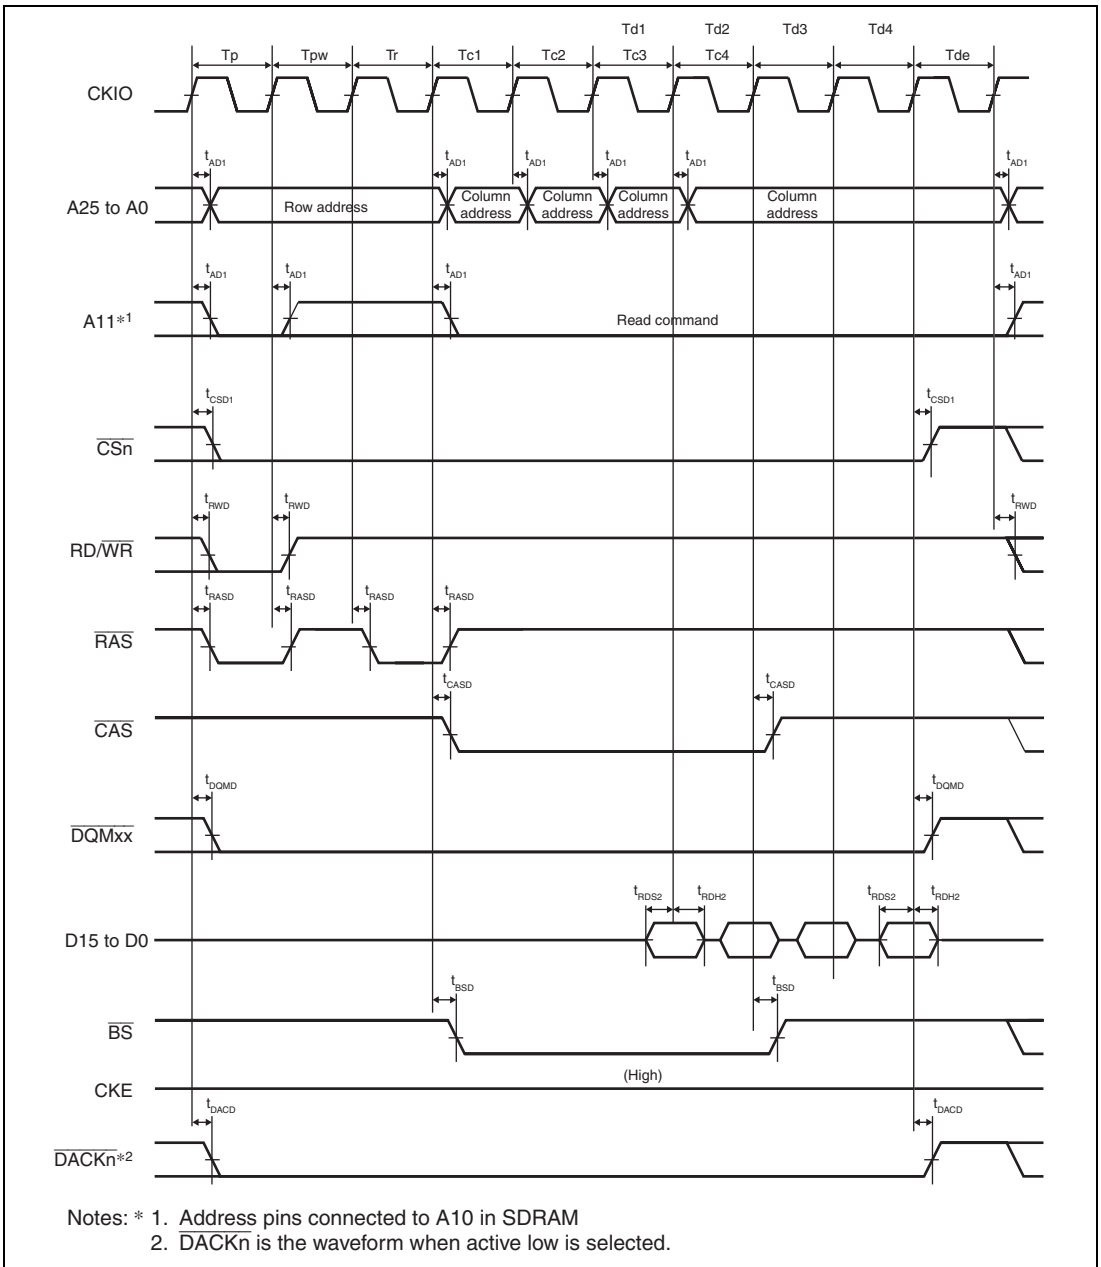 Td1 Td2 Td3 Td4
Tp Tpw Tr Tc1 Tc2 Tc3 Tc4 Tde
CKIO
tAD1 tAD1 tAD1 tAD1 tAD1 tAD1
A25 to A0
Row address
Column address
Column address
Column address
Column address
tAD1 tAD1 tAD1 tAD1
A11*1
Read command
tCSD1 tCSD1
CSn
tRWD tRWD tRWD
RD/WR
tRASD tRASD tRASD tRASD
RAS
tCASD tCASD
CAS
tDQMD tDQMD
DQMxx
tRDS2 tRDH2 tRDS2 tRDH2
D15 to D0
tBSD tBSD
BS
(High)
CKE
tDACD tDACD
DACKn*2
Notes: * 1. Address pins connected to A10 in SDRAM
2. DACKn is the waveform when active low is selected.